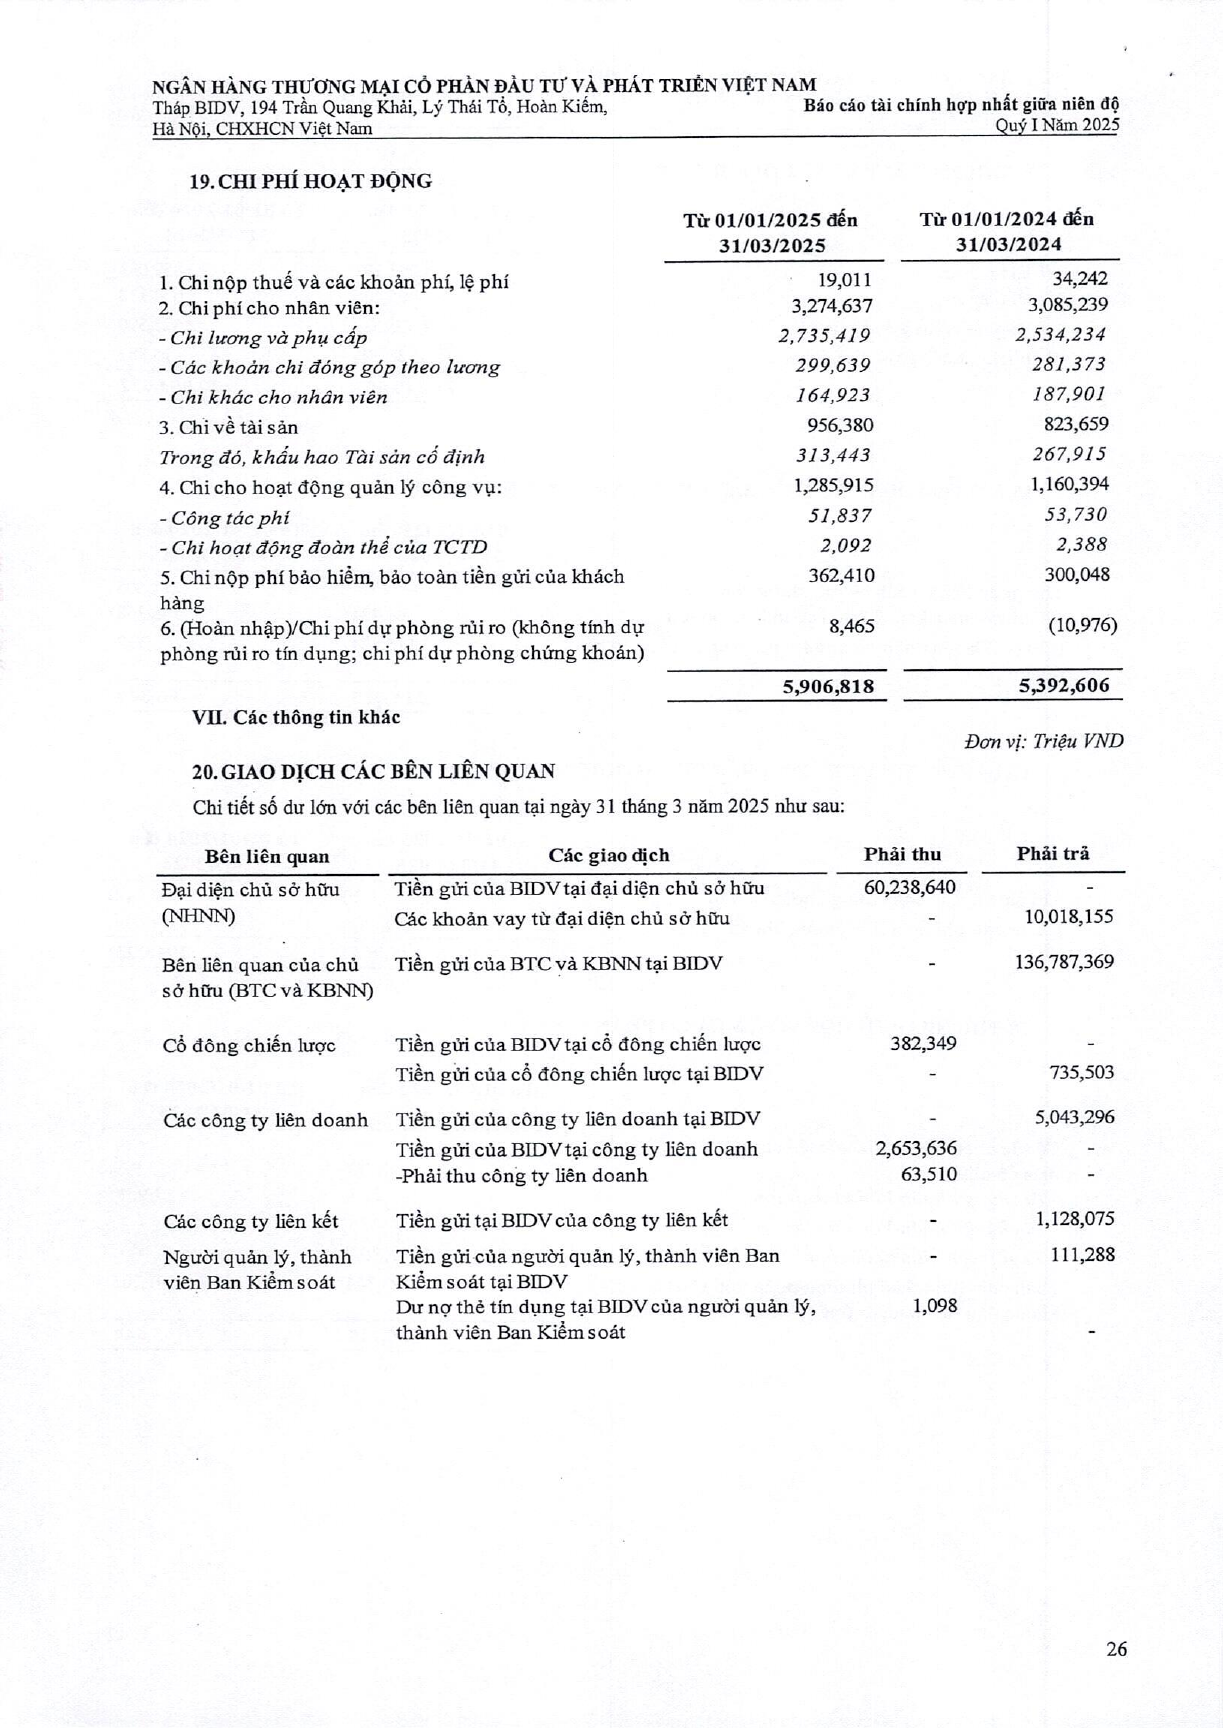 NGÂN HÀNG THƯƠNG MẠI CỔ PHẦN ĐẦU TƯ VÀ PHÁT TRIỂN VIỆT NAM
Tháp BIDV, 194 Trần Quang Khải, Lý Thái Tổ, Hoàn Kiếm, Báo cáo tài chính hợp nhất giữa niên độ
Hà Nội, CHXHCN Việt Nam Quý I Năm 2025
19. CHI PHÍ HOẠT ĐỘNG
Từ 01/01/2025 đến Từ 01/01/2024 đến
31/03/2025 31/03/2024
1. Chi nộp thuế và các khoản phí, lệ phí 19,011 34,242
2. Chi phí cho nhân viên: 3,274,637 3,085,239
- Chi lương và phụ cấp 2,735,419 2,534,234
- Các khoản chi đóng góp theo lương 299,639 281,373
- Chi khác cho nhân viên 164,923 187,901
3. Chi về tài sản 956,380 823,659
Trong đó, khấu hao Tài sản cố định 313,443 267,915
4. Chi cho hoạt động quản lý công vụ: 1,285,915 1,160,394
- Công tác phí 51,837 53,730
- Chi hoạt động đoàn thể của TCTD 2,092 2,388
5. Chi nộp phí bảo hiểm, bảo toàn tiền gửi của khách 362,410 300,048
hàng
6. (Hoàn nhập)/Chi phí dự phòng rủi ro (không tính dự 8,465 (10,976)
phòng rủi ro tín dụng; chi phí dự phòng chứng khoán)
5,906,818 5,392,606
VII. Các thông tin khác
Đơn vị: Triệu VND
20. GIAO DỊCH CÁC BÊN LIÊN QUAN
Chi tiết số dư lớn với các bên liên quan tại ngày 31 tháng 3 năm 2025 như sau:
Bên liên quan Các giao dịch Phải thu Phải trả
Đại diện chủ sở hữu Tiền gửi của BIDV tại đại diện chủ sở hữu 60,238,640 -
(NHNN) Các khoản vay từ đại diện chủ sở hữu - 10,018,155
Bên liên quan của chủ Tiền gửi của BTC và KBNN tại BIDV - 136,787,369
sở hữu (BTC và KBNN)
Cổ đông chiến lược Tiền gửi của BIDV tại cổ đông chiến lược 382,349 -
Tiền gửi của cổ đông chiến lược tại BIDV - 735,503
Các công ty liên doanh Tiền gửi của công ty liên doanh tại BIDV - 5,043,296
Tiền gửi của BIDV tại công ty liên doanh 2,653,636 -
-Phải thu công ty liên doanh 63,510 -
Các công ty liên kết Tiền gửi tại BIDV của công ty liên kết - 1,128,075
Người quản lý, thành Tiền gửi của người quản lý, thành viên Ban - 111,288
viên Ban Kiểm soát Kiểm soát tại BIDV
Dư nợ thẻ tín dụng tại BIDV của người quản lý, 1,098
thành viên Ban Kiểm soát -
26